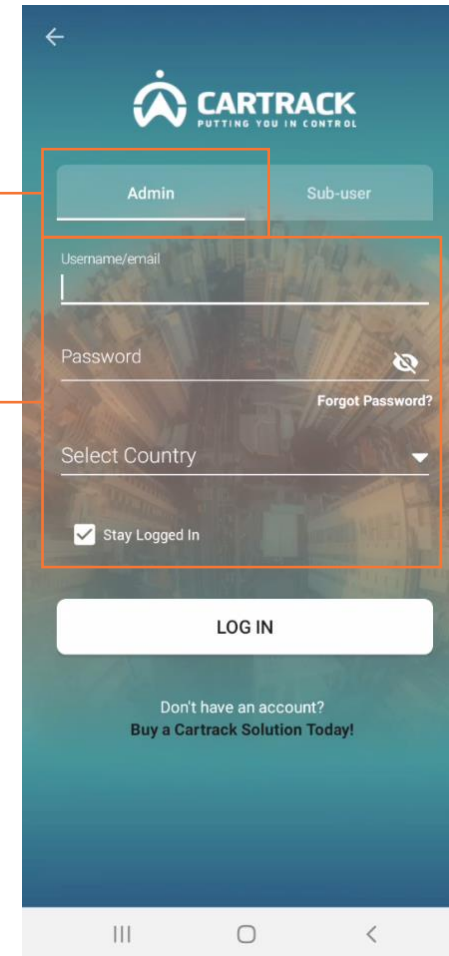 CARTRACK
PUTTING YOU IN CONTROL
Admin Sub-user
Username/email
Password
Forgot Password?
Select Country
Stay Logged In
LOG IN
Don't have an account?
Buy a Cartrack Solution Today!